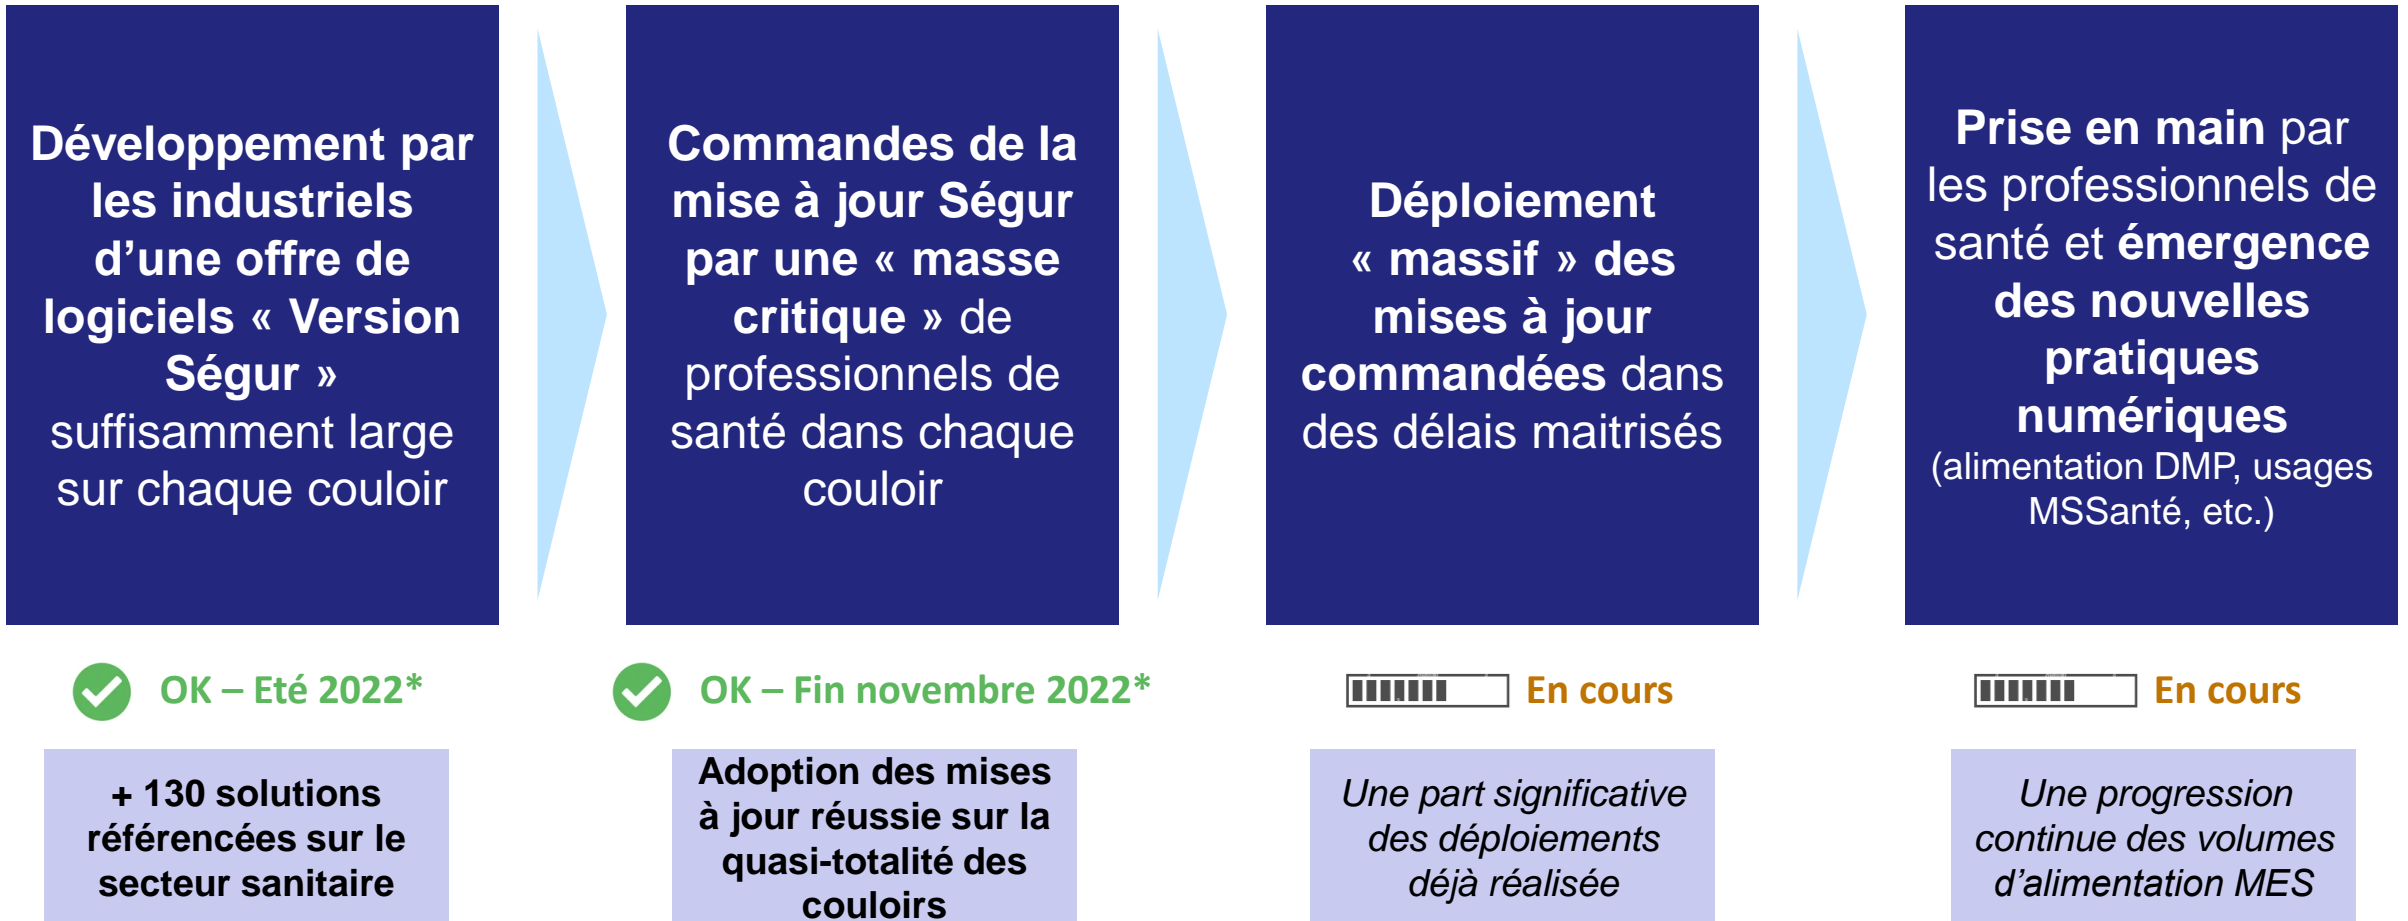 Développement par
les industriels
d’une offre de
logiciels « Version
Ségur »
suffisamment large
sur chaque couloir
Commandes de la
mise à jour Ségur
par une « masse
critique » de
professionnels de
santé dans chaque
couloir
Déploiement
« massif » des
mises à jour
commandées dans
des délais maitrisés
Prise en main par
les professionnels de
santé et émergence
des nouvelles
pratiques
numériques
(alimentation DMP, usages
MSSanté, etc.)
OK – Eté 2022*
OK – Fin novembre 2022*
En cours
En cours
+ 130 solutions
référencées sur le
secteur sanitaire
Adoption des mises
à jour réussie sur la
quasi-totalité des
couloirs
Une part significative
des déploiements
déjà réalisée
Une progression
continue des volumes
d’alimentation MES